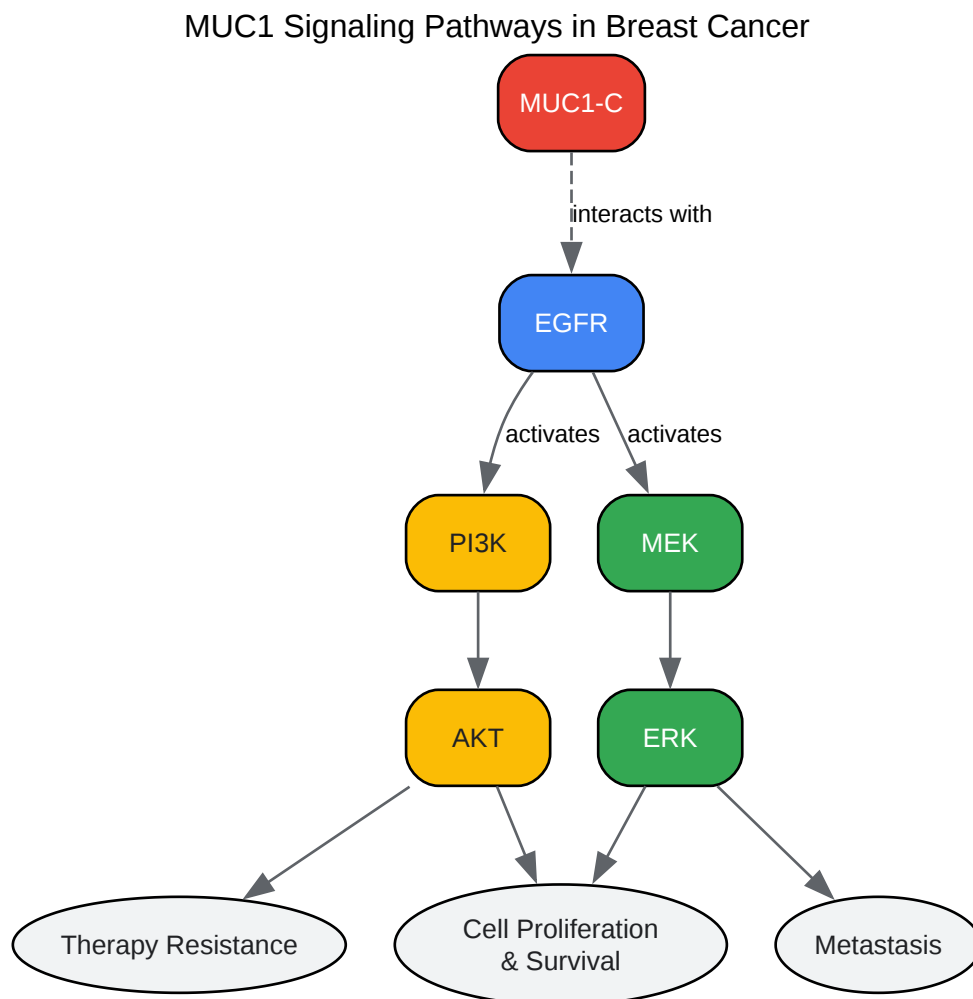 MUC1 Signaling Pathways in Breast Cancer
MUC1-C
interacts with
EGFR
activates
activates
PI3K
MEK
AKT
ERK
Therapy Resistance
Cell Proliferation
& Survival
Metastasis